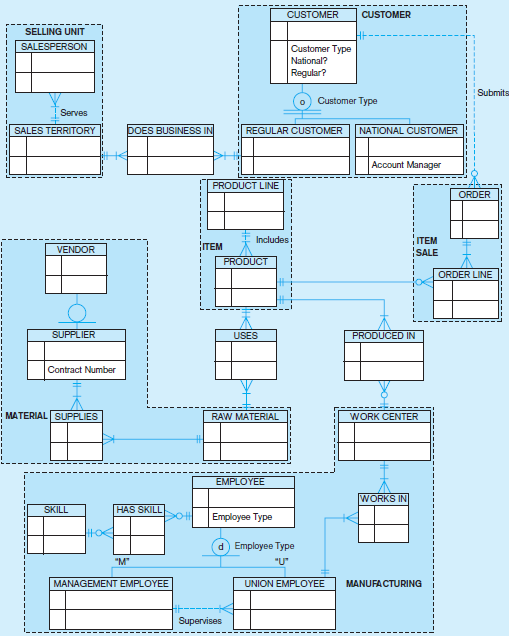 CUSTOMER
CUSTOMER
Customer Type
National?
Regular?
o
Customer Type
REGULAR CUSTOMER
NATIONAL CUSTOMER
Account Manager
Submits
SELLING UNIT
SALESPERSON
Serves
SALES TERRITORY
DOES BUSINESS IN
PRODUCT LINE
Includes
ITEM
PRODUCT
ORDER
ITEM
SALE
ORDER LINE
VENDOR
SUPPLIER
Contract Number
MATERIAL
SUPPLIES
USES
RAW MATERIAL
PRODUCED IN
WORK CENTER
WORKS IN
EMPLOYEE
Employee Type
SKILL
HAS SKILL
d
Employee Type
"M"
"U"
MANAGEMENT EMPLOYEE
UNION EMPLOYEE
MANUFACTURING
Supervises